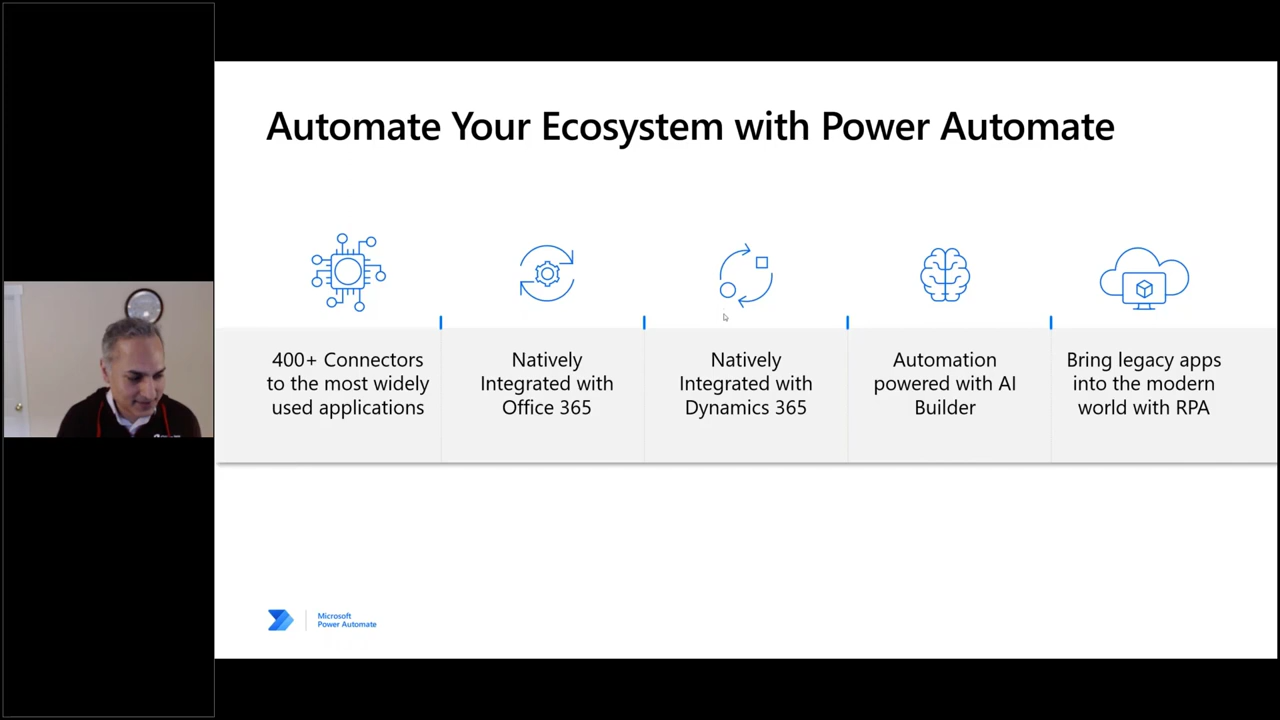 Automate Your Ecosystem with Power Automate
400+ Connectors
to the most widely
used applications
Natively
Integrated with
Office 365
Natively
Integrated with
Dynamics 365
Automation
powered with AI
Builder
Bring legacy apps
into the modern
world with RPA
Microsoft
Power Automate